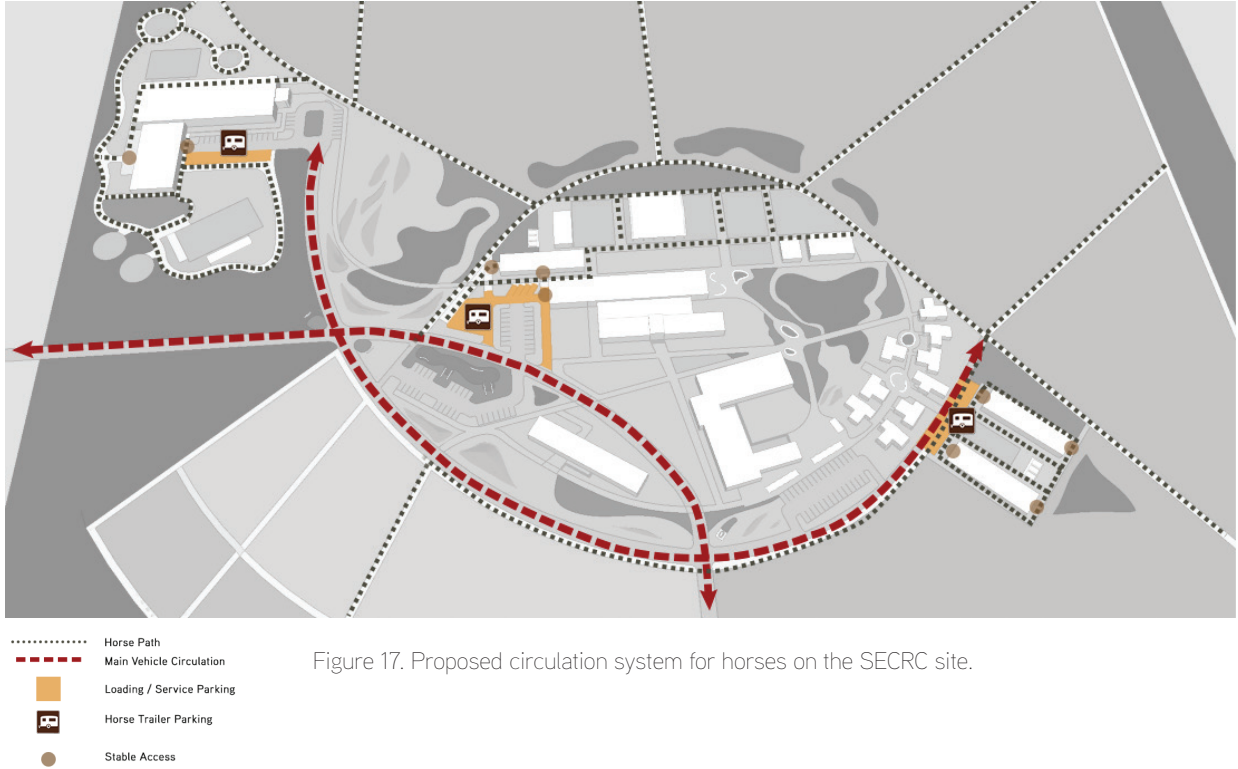 Horse Path
Main Vehicle Circulation
Loading / Service Parking
Horse Trailer Parking
Stable Access
Figure 17. Proposed circulation system for horses on the SECRC site.